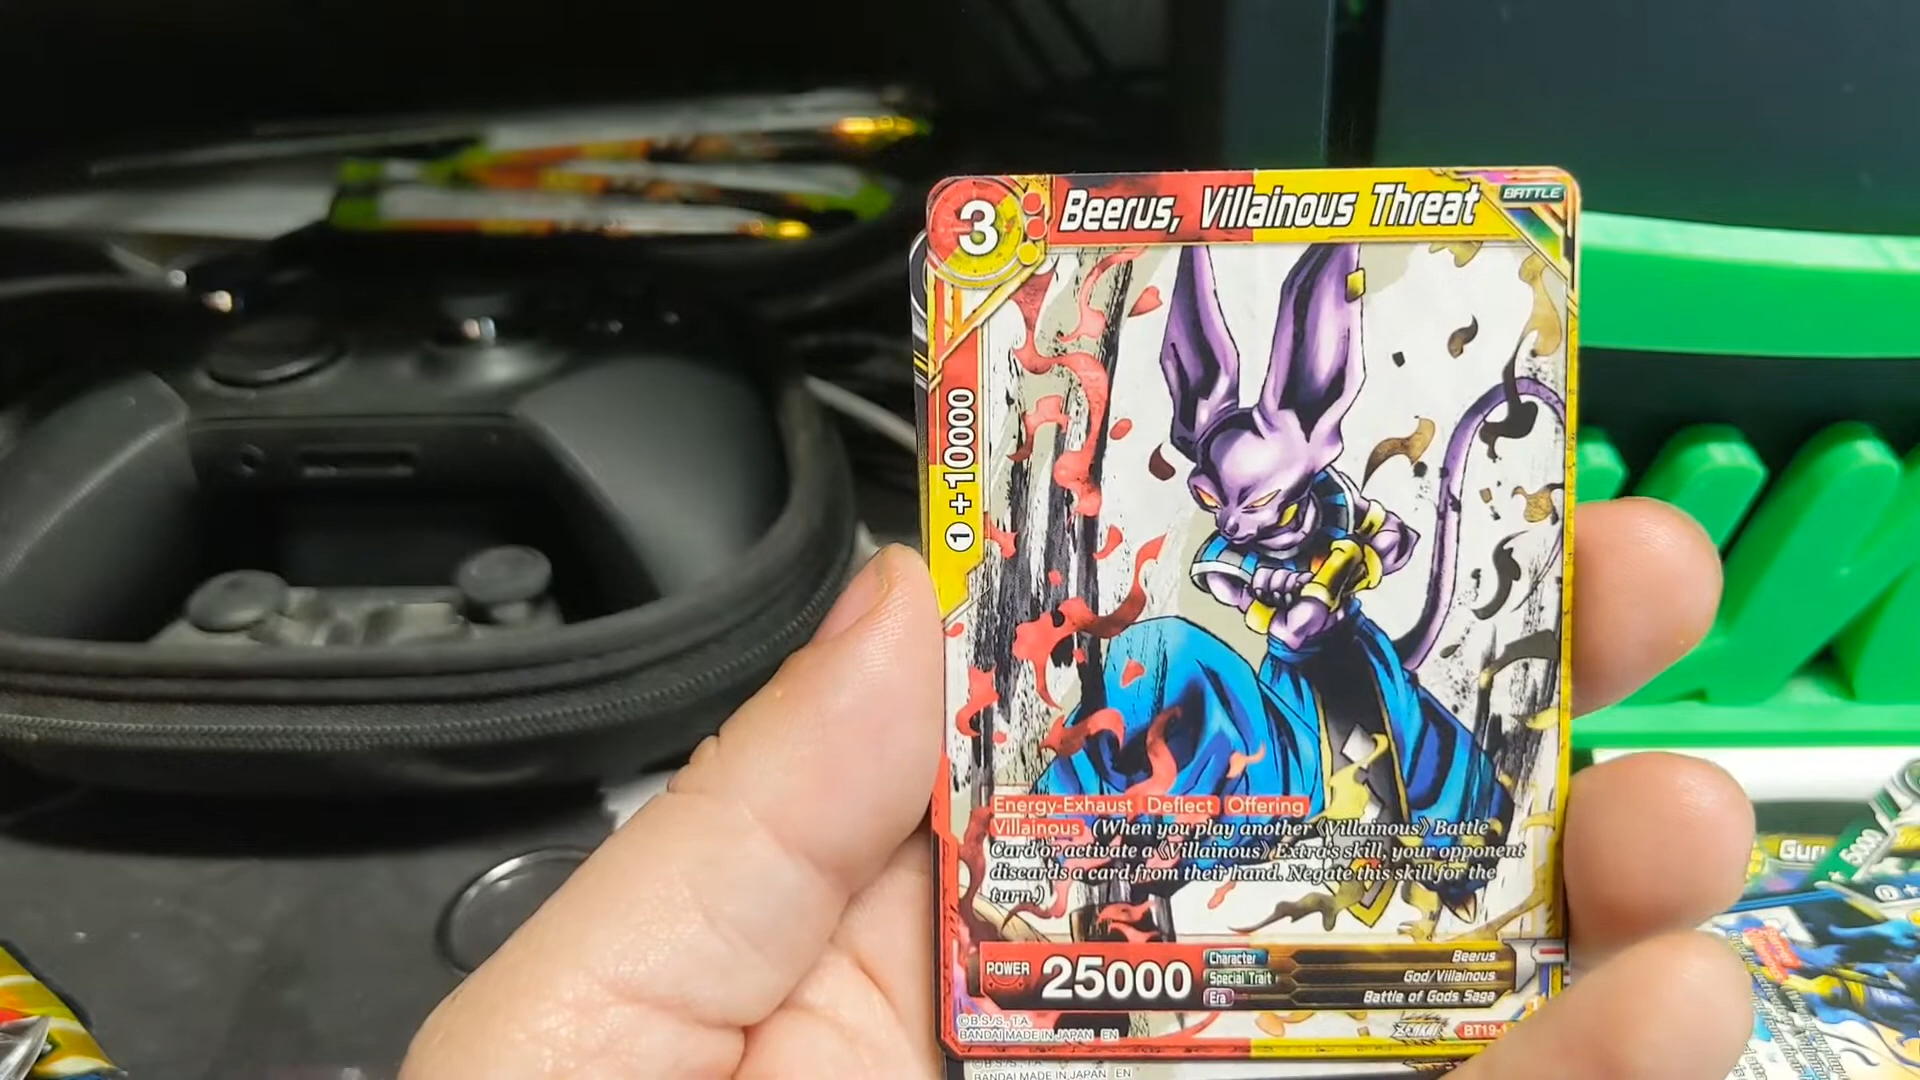 3
Beerus, Villainous Threat
BATTLE
1 +10000
Energy-Exhaust Deflect Offering
Villainous (When you play another《Villainous》Battle
Card or activate a《Villainous》Extra's skill, your opponent
discards a card from their hand. Negate this skill for the
turn.)
POWER 25000
Character Beerus
Special Trait God/Villainous
Era Battle of Gods Saga
©B.S./S., T.A.
BANDAI MADE IN JAPAN EN
BT19-1
BANDAI MADE IN JAPAN EN
Gur
5000